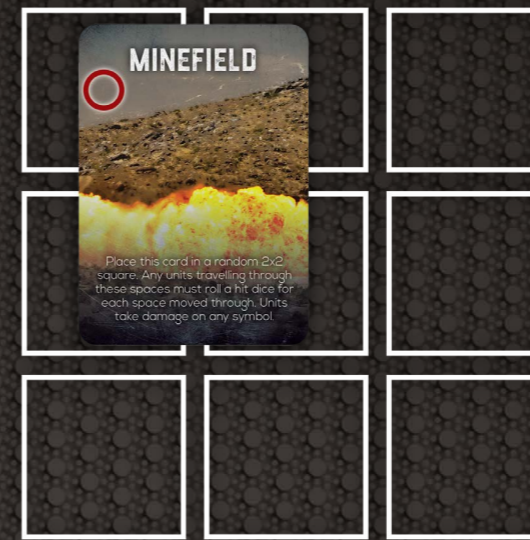 MINEFIELD
Place this card in a random 2x2
square. Any units travelling through
these spaces must roll a hit dice for
each space moved through. Units
take damage on any symbol